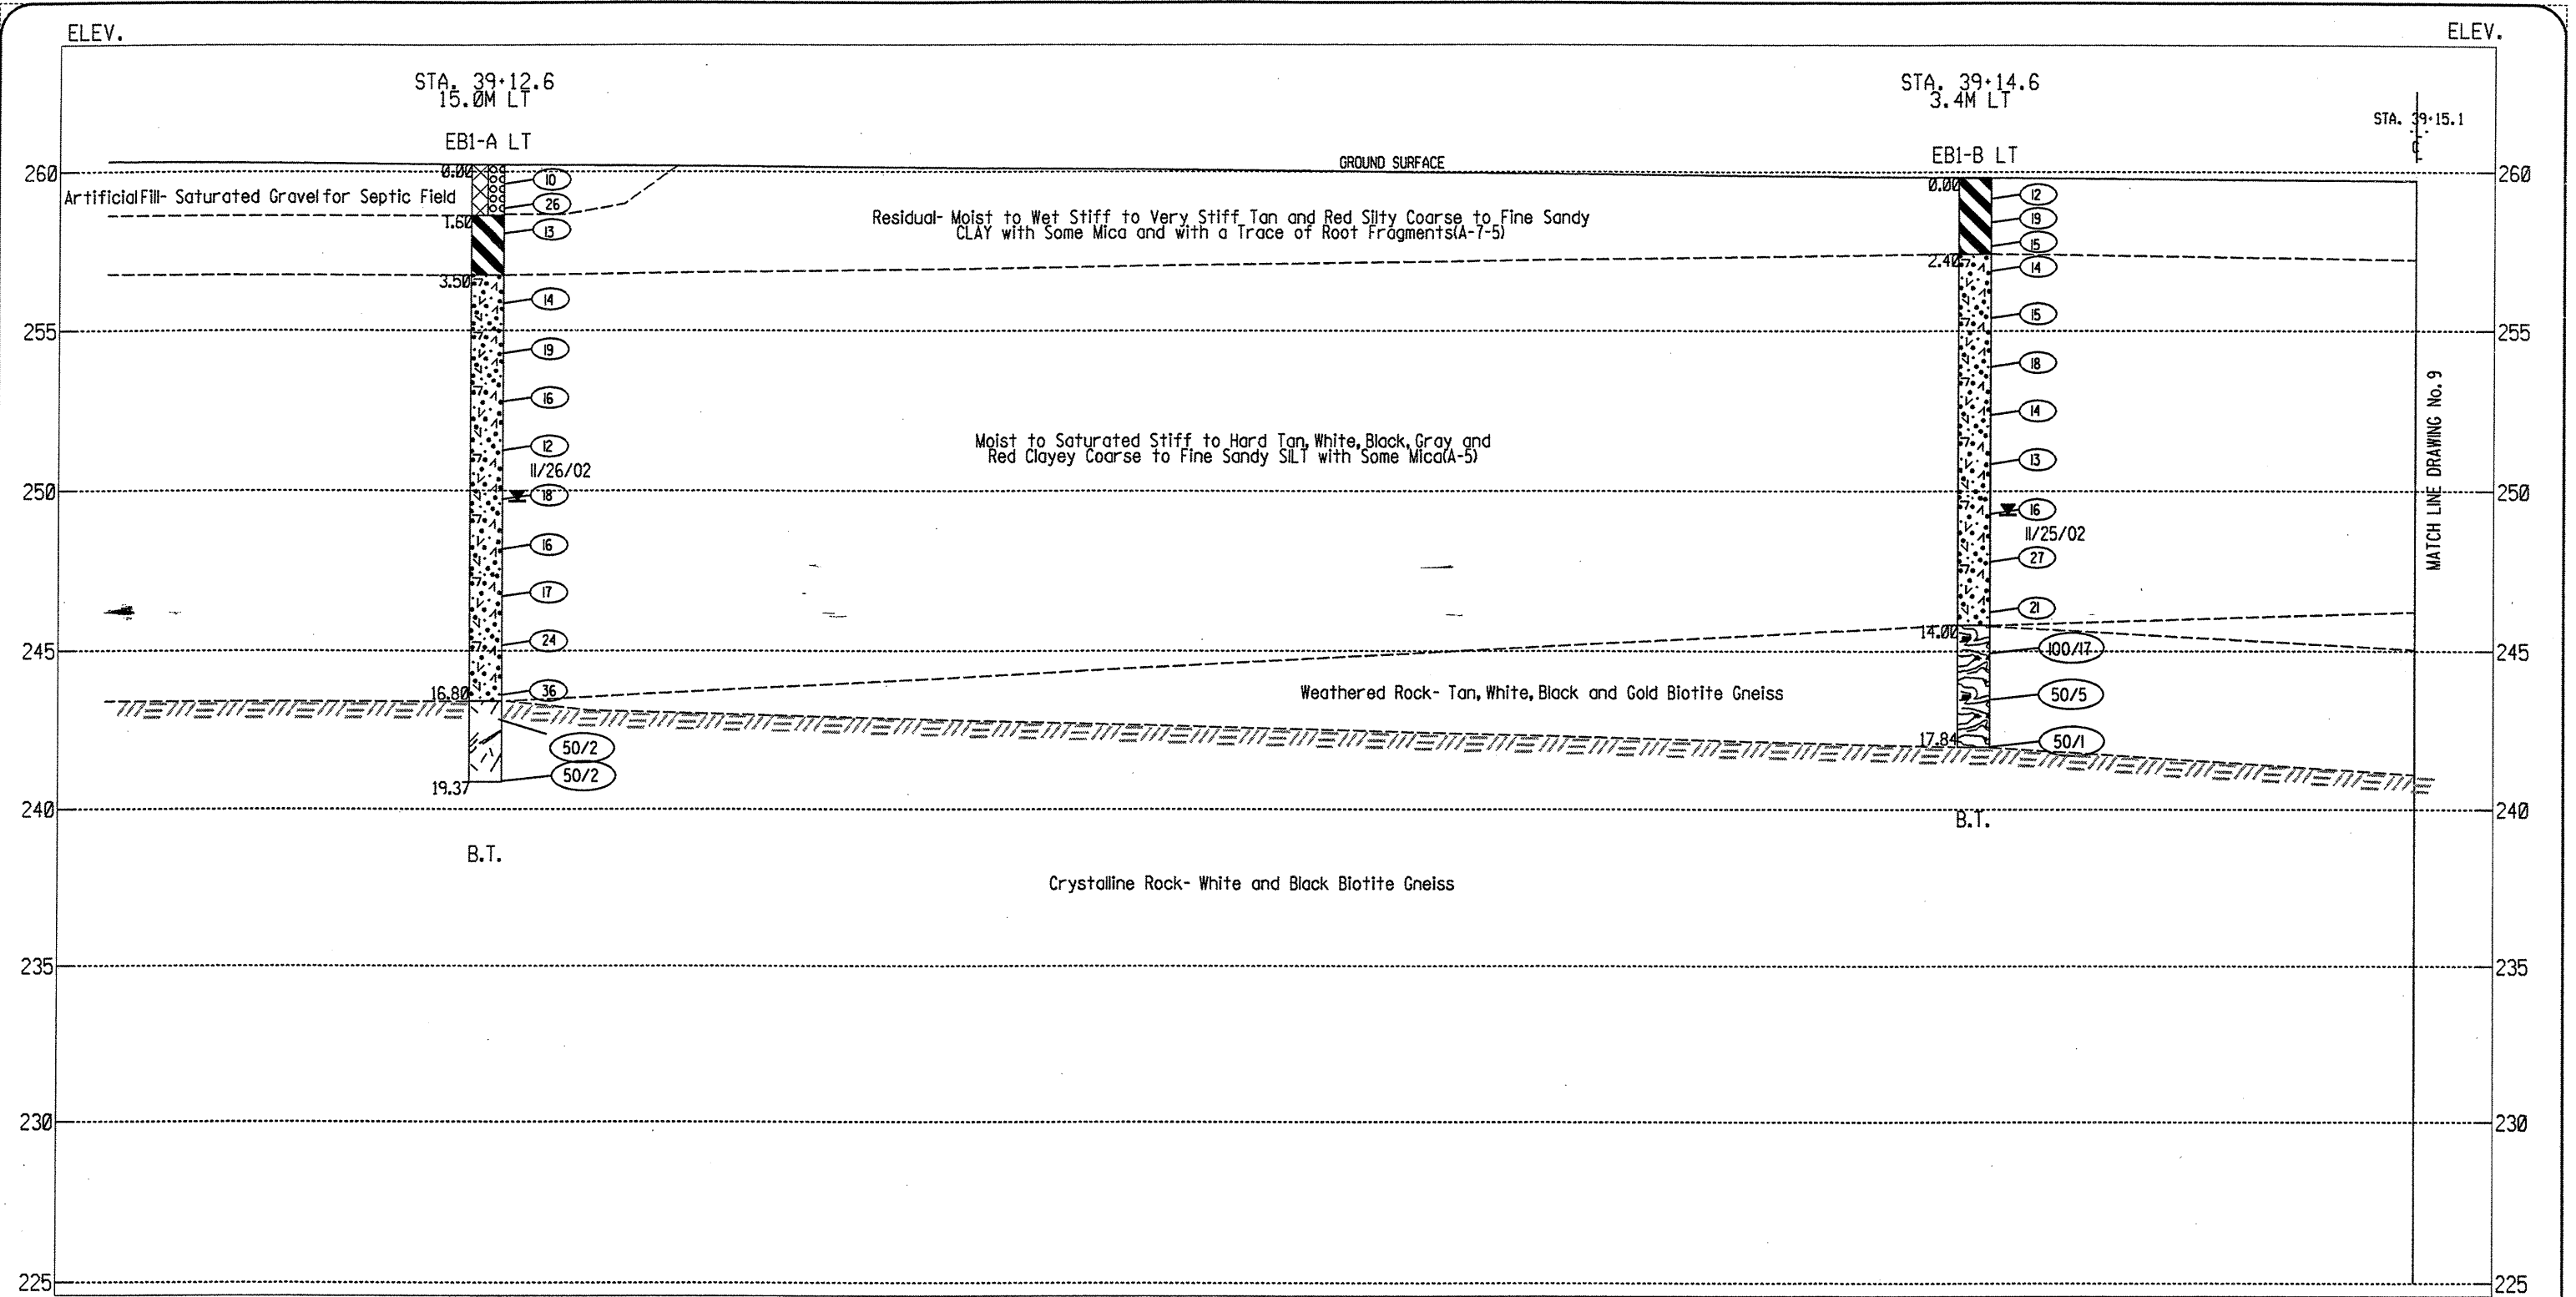 ELEV.
ELEV.
STA. 39+12.6
15.0M LT
EB1-A LT
STA. 39+14.6
3.4M LT
EB1-B LT
STA. 39+15.1
℄
GROUND SURFACE
260
260
0.00
10
Artificial Fill- Saturated Gravel for Septic Field
26
1.60
13
Residual- Moist to Wet Stiff to Very Stiff Tan and Red Silty Coarse to Fine Sandy
CLAY with Some Mica and with a Trace of Root Fragments(A-7-5)
0.00
12
19
15
2.40
14
3.50
14
15
255
255
19
18
16
14
12
11/26/02
Moist to Saturated Stiff to Hard Tan, White, Black, Gray and
Red Clayey Coarse to Fine Sandy SILT with Some Mica(A-5)
13
MATCH LINE DRAWING No. 9
250
250
18
16
11/25/02
16
27
17
21
24
14.00
100/17
245
245
16.80
36
Weathered Rock- Tan, White, Black and Gold Biotite Gneiss
50/5
50/2
17.84
50/1
50/2
19.37
240
240
B.T.
B.T.
Crystalline Rock- White and Black Biotite Gneiss
235
235
230
230
225
225